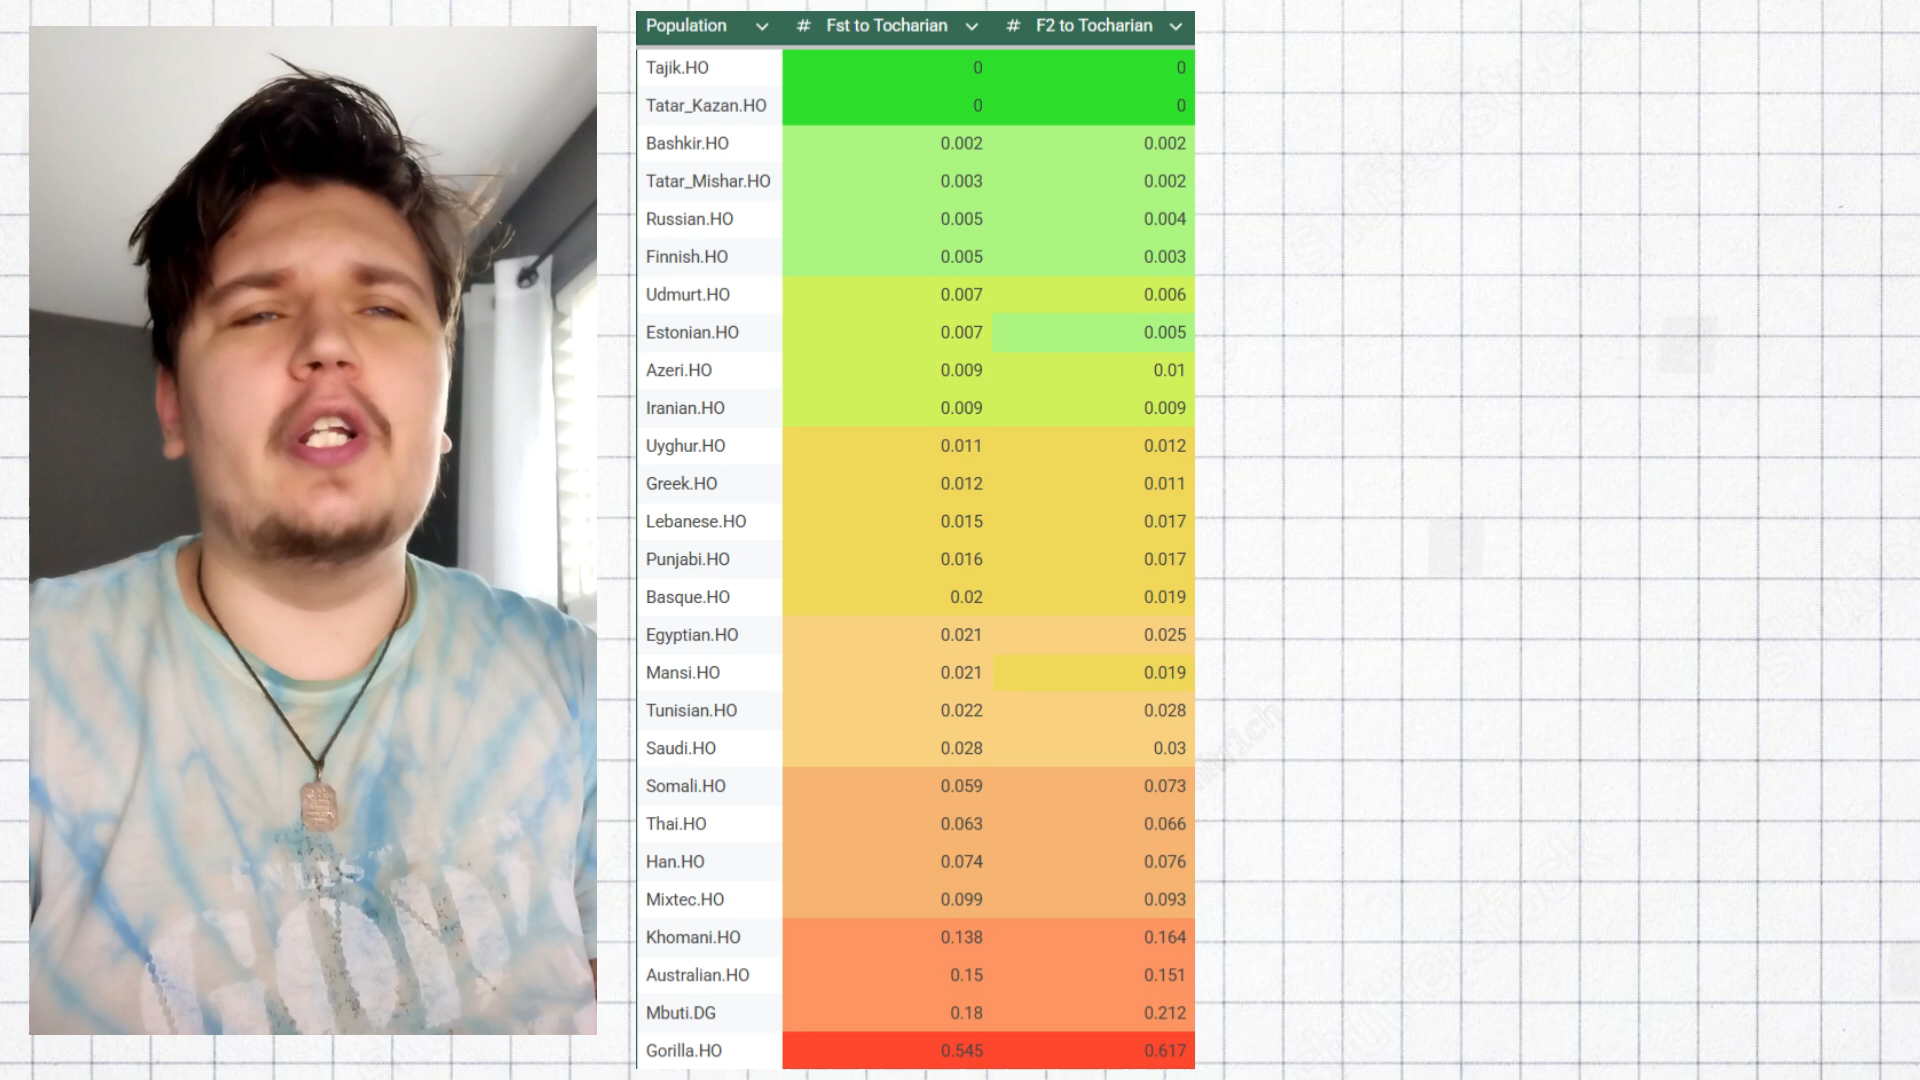 Population # Fst to Tocharian # F2 to Tocharian
Tajik.HO 0 0
Tatar_Kazan.HO 0 0
Bashkir.HO 0.002 0.002
Tatar_Mishar.HO 0.003 0.002
Russian.HO 0.005 0.004
Finnish.HO 0.005 0.003
Udmurt.HO 0.007 0.006
Estonian.HO 0.007 0.005
Azeri.HO 0.009 0.01
Iranian.HO 0.009 0.009
Uyghur.HO 0.011 0.012
Greek.HO 0.012 0.011
Lebanese.HO 0.015 0.017
Punjabi.HO 0.016 0.017
Basque.HO 0.02 0.019
Egyptian.HO 0.021 0.025
Mansi.HO 0.021 0.019
Tunisian.HO 0.022 0.028
Saudi.HO 0.028 0.03
Somali.HO 0.059 0.073
Thai.HO 0.063 0.066
Han.HO 0.074 0.076
Mixtec.HO 0.099 0.093
Khomani.HO 0.138 0.164
Australian.HO 0.15 0.151
Mbuti.DG 0.18 0.212
Gorilla.HO 0.545 0.617